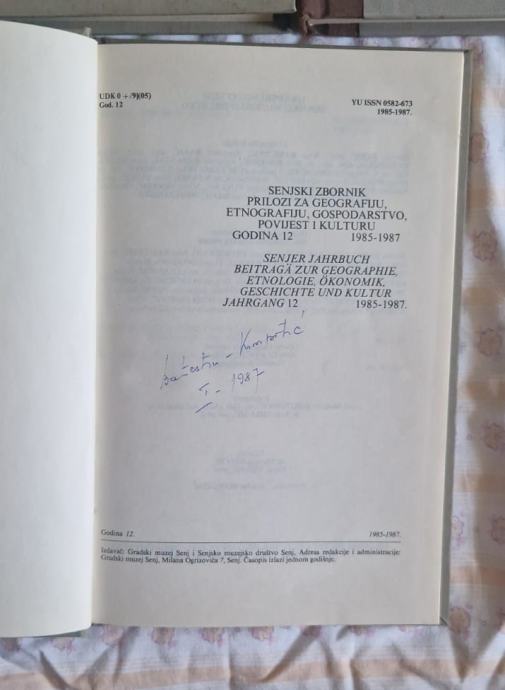 UDK 0 + /9)(05)
God. 12
YU ISSN 0582-673
1985-1987.
SENJSKI ZBORNIK
PRILOZI ZA GEOGRAFIJU,
ETNOGRAFIJU, GOSPODARSTVO,
POVIJEST I KULTURU
GODINA 12 1985-1987
SENJER JAHRBUCH
BEITRAGÄ ZUR GEOGRAPHIE,
ETNOLOGIE, ÖKONOMIK,
GESCHICHTE UND KULTUR
JAHRGANG 12 1985-1987.
I - 1987
Godina 12. 1985-1987.
Izdavač: Gradski muzej Senj i Senjsko muzejsko društvo Senj, Adresa redakcije i administracije:
Gradski muzej Senj, Milana Ogrizovića 7, Senj. Časopis izlazi jednom godišnje.